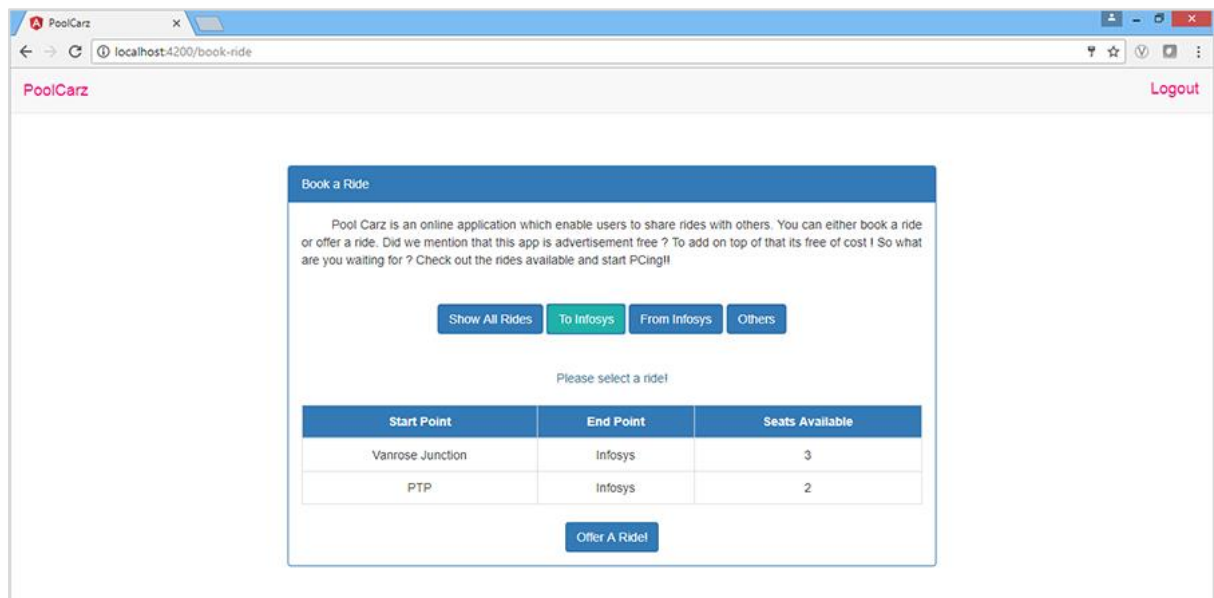 PoolCarz
localhost:4200/book-ride
PoolCarz Logout
Book a Ride
Pool Carz is an online application which enable users to share rides with others. You can either book a ride
or offer a ride. Did we mention that this app is advertisement free ? To add on top of that its free of cost ! So what
are you waiting for ? Check out the rides available and start PCing!!
Show All Rides To Infosys From Infosys Others
Please select a ride!
Start Point End Point Seats Available
Vanrose Junction Infosys 3
PTP Infosys 2
Offer A Ride!